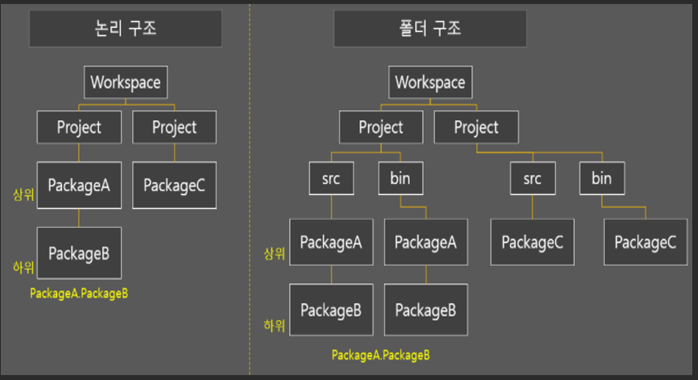 논리 구조
Workspace
Project Project
상위 PackageA PackageC
PackageB
하위
PackageA.PackageB
폴더 구조
Workspace
Project Project
src bin src bin
상위 PackageA PackageA PackageC PackageC
하위 PackageB PackageB
PackageA.PackageB